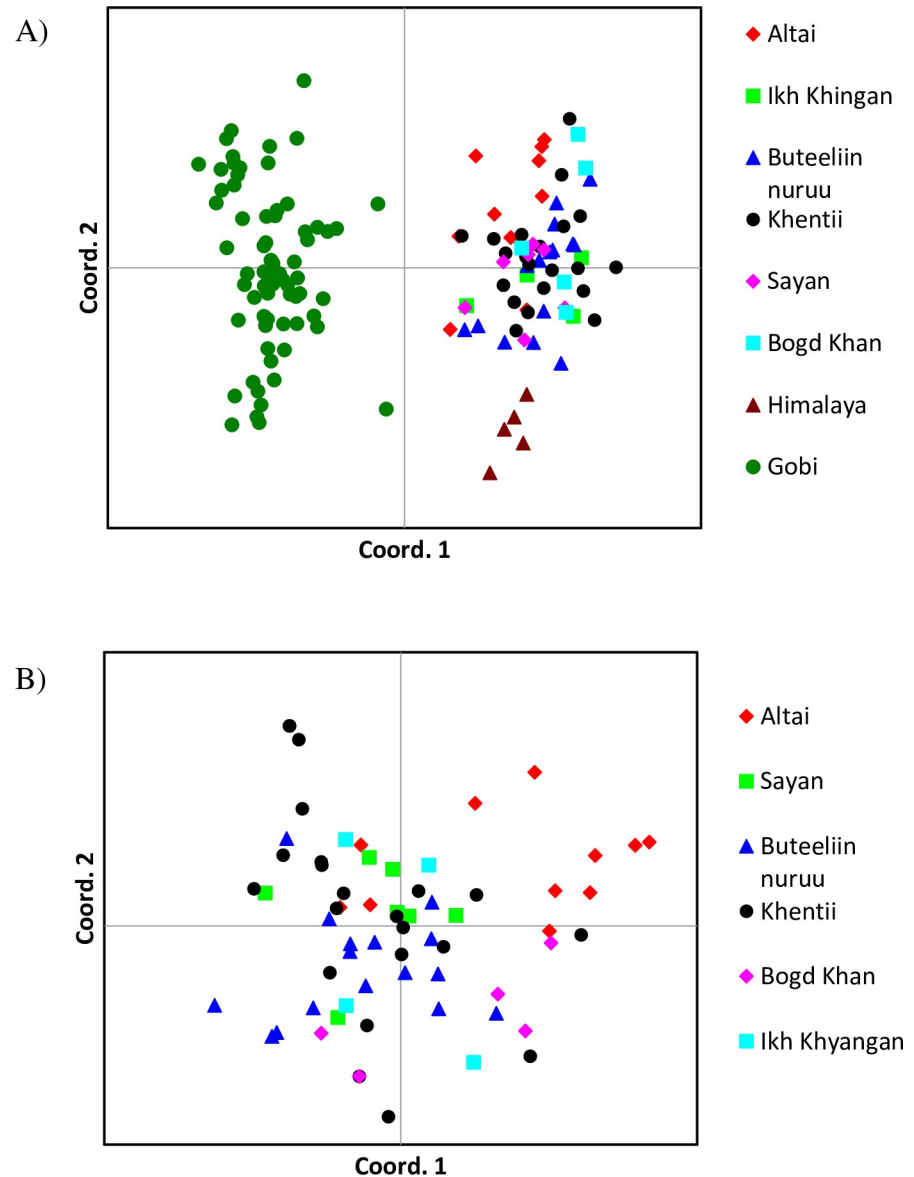 A)
Altai
Ikh Khingan
Buteeliin
nuruu
Khentii
Sayan
Bogd Khan
Himalaya
Gobi
Coord. 2
Coord. 1
B)
Altai
Sayan
Buteeliin
nuruu
Khentii
Bogd Khan
Ikh Khyangan
Coord. 2
Coord. 1